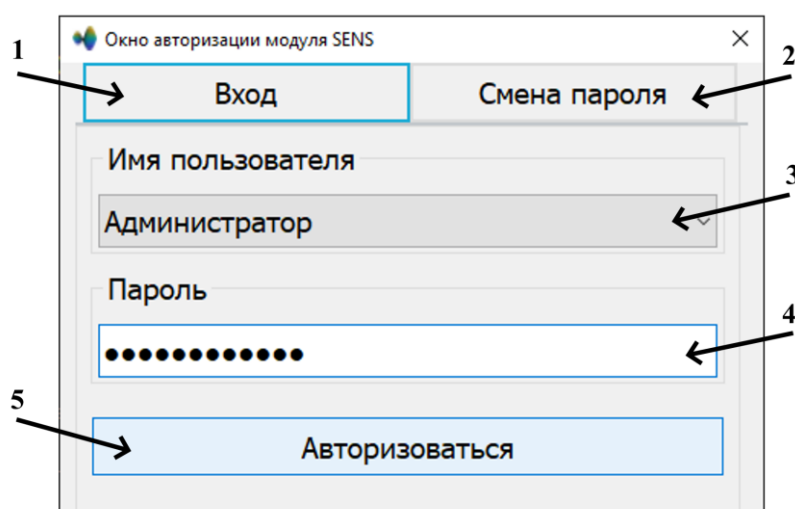 Окно авторизации модуля SENS
1
2
Вход
Смена пароля
Имя пользователя
3
Администратор
Пароль
4
●●●●●●●●●●●●
5
Авторизоваться